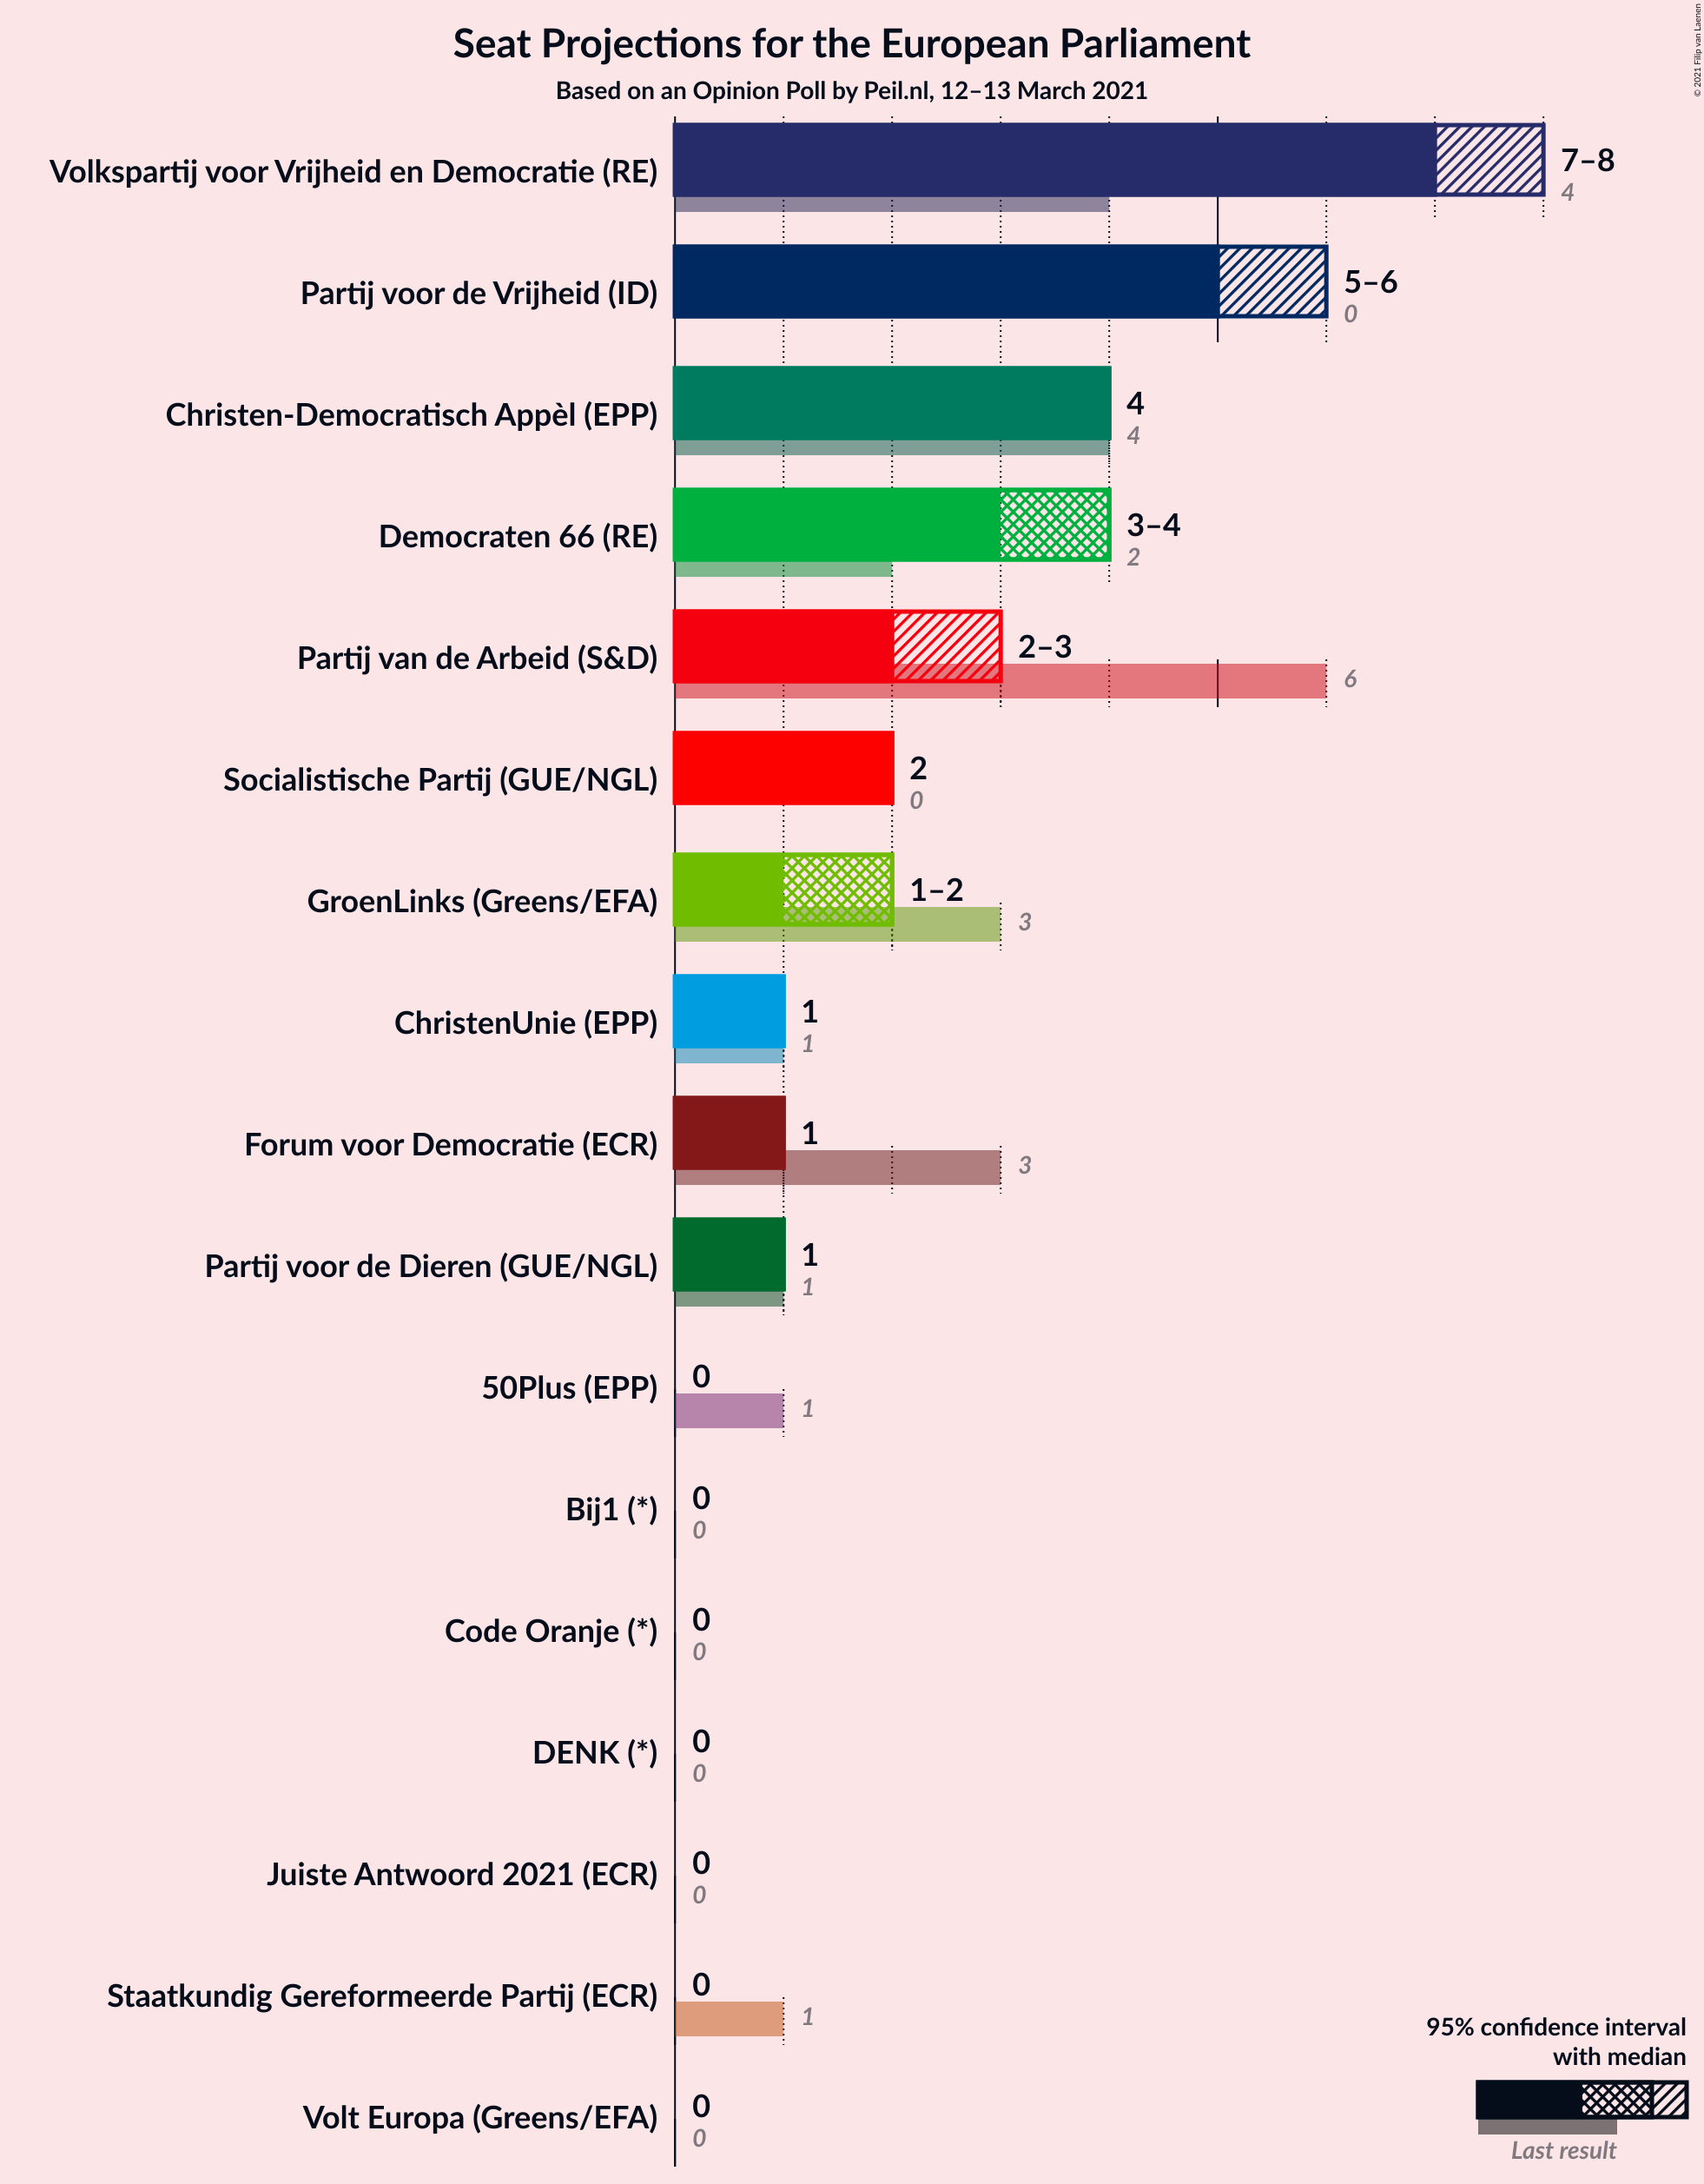 Seat Projections for the European Parliament
Based on an Opinion Poll by Peil.nl, 12–13 March 2021
© 2021 Filip van Laenen
Volkspartij voor Vrijheid en Democratie (RE) 7–8
4
Partij voor de Vrijheid (ID) 5–6
0
Christen-Democratisch Appèl (EPP) 4
4
Democraten 66 (RE) 3–4
2
Partij van de Arbeid (S&D) 2–3
6
Socialistische Partij (GUE/NGL) 2
0
GroenLinks (Greens/EFA) 1–2
3
ChristenUnie (EPP) 1
1
Forum voor Democratie (ECR) 1
3
Partij voor de Dieren (GUE/NGL) 1
1
50Plus (EPP) 0
1
Bij1 (*) 0
0
Code Oranje (*) 0
0
DENK (*) 0
0
Juiste Antwoord 2021 (ECR) 0
0
Staatkundig Gereformeerde Partij (ECR) 0
1
Volt Europa (Greens/EFA) 0
0
95% confidence interval
with median
Last result